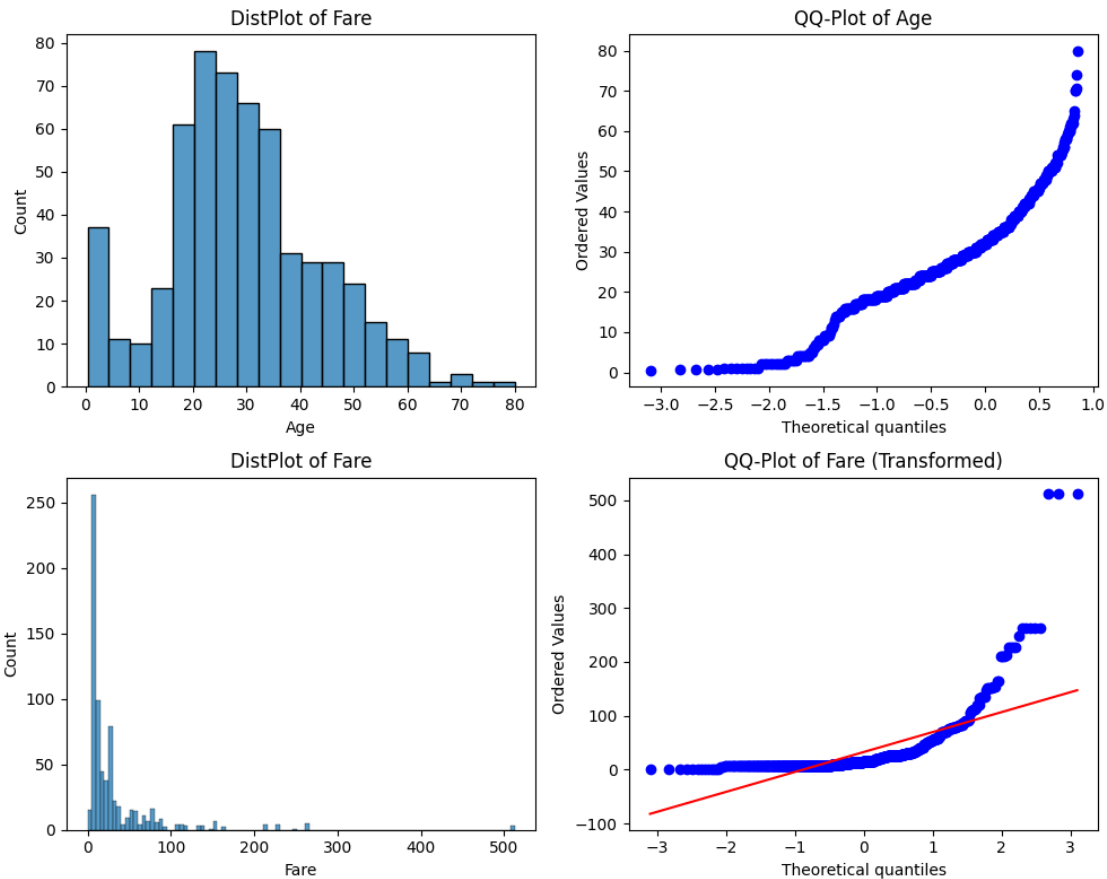 DistPlot of Fare
80
70
60
50
40
30
20
10
0
Count
0 10 20 30 40 50 60 70 80
Age
QQ-Plot of Age
80
70
60
50
40
30
20
10
0
Ordered Values
−3.0 −2.5 −2.0 −1.5 −1.0 −0.5 0.0 0.5 1.0
Theoretical quantiles
DistPlot of Fare
250
200
150
100
50
0
Count
0 100 200 300 400 500
Fare
QQ-Plot of Fare (Transformed)
500
400
300
200
100
0
−100
Ordered Values
−3 −2 −1 0 1 2 3
Theoretical quantiles